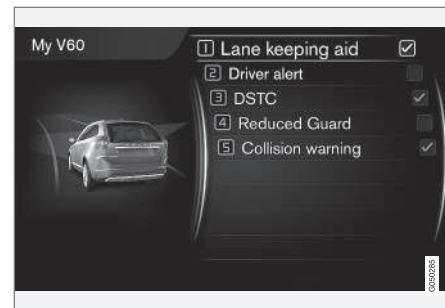 My V60
1 Lane keeping aid
2 Driver alert
3 DSTC
4 Reduced Guard
5 Collision warning
G050285